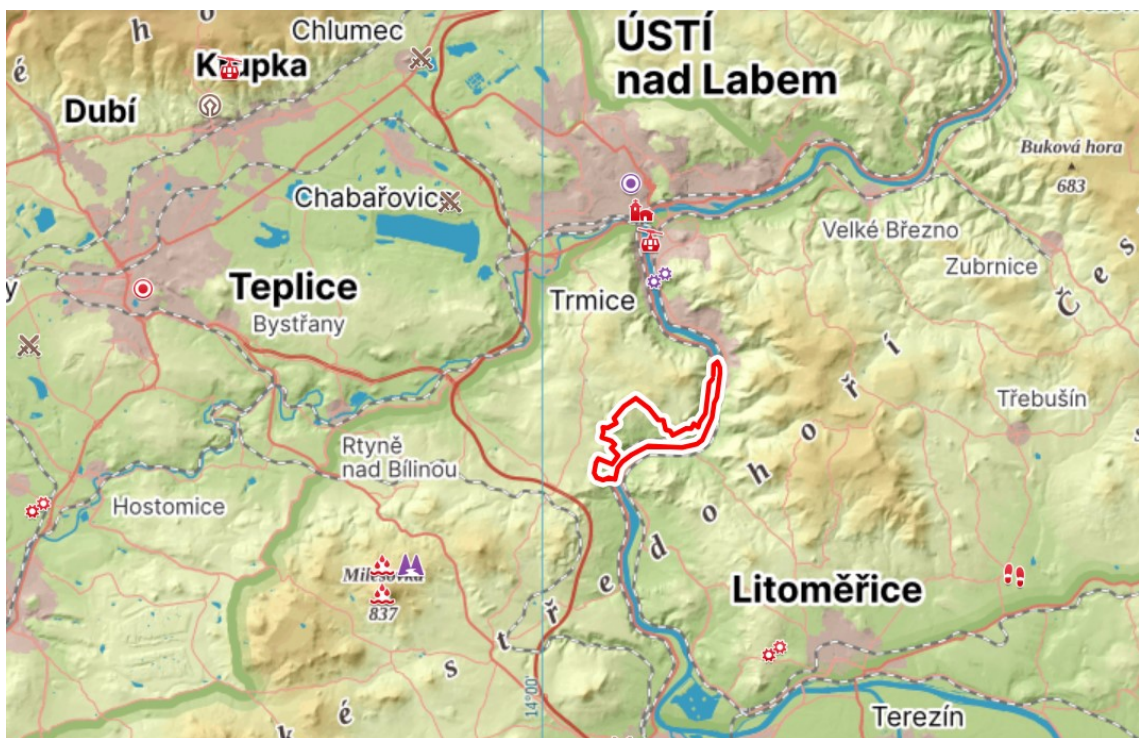 Chlumec
ÚSTÍ
nad Labem
Krupka
Dubí
Buková hora
683
Chabařovice
Velké Březno
Zubrnice
Teplice
Trmice
Bystřany
Třebušín
Rtyně
nad Bílinou
Hostomice
Milešovka
837
Litoměřice
14°00'
Terezín